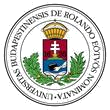 UNIVERSITAS BUDAPESTINENSIS DE ROLANDO EÖTVÖS NOMINATA